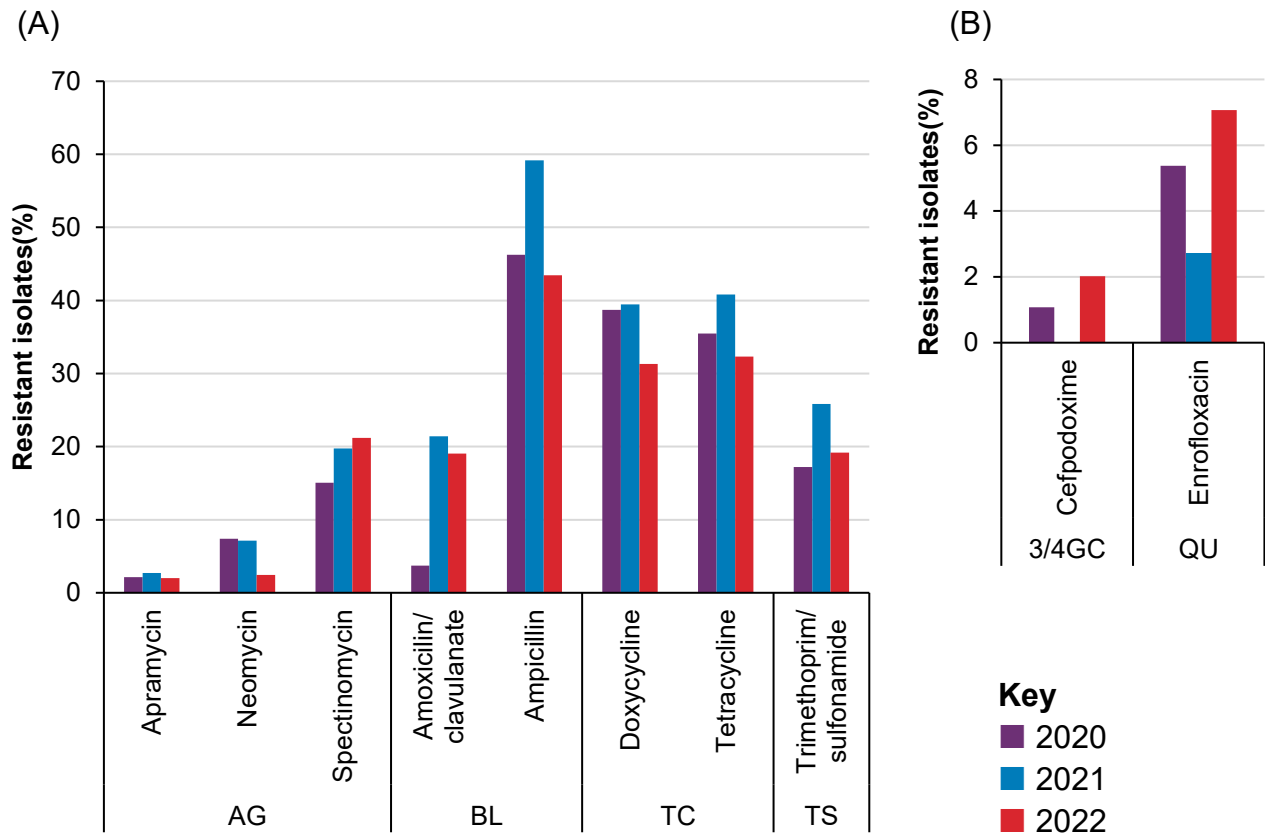 (A)
Resistant isolates(%)
70
60
50
40
30
20
10
0
Apramycin
Neomycin
Spectinomycin
Amoxicilin/
clavulanate
Ampicillin
Doxycycline
Tetracycline
Trimethoprim/
sulfonamide
AG
BL
TC
TS
(B)
Resistant isolates(%)
8
6
4
2
0
Cefpodoxime
Enrofloxacin
3/4GC
QU
Key
2020
2021
2022